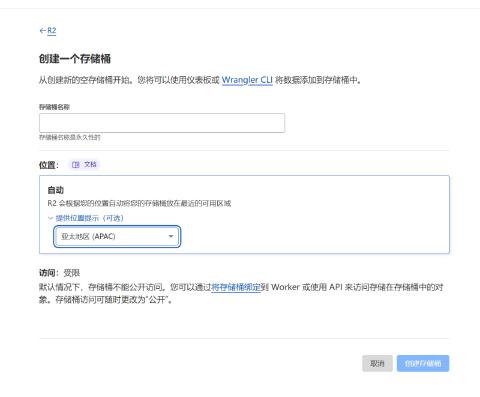 ←R2
创建一个存储桶
从创建新的空存储桶开始。您将可以使用仪表板或 Wrangler CLI 将数据添加到存储桶中。
存储桶名称
存储桶名称是永久性的
位置： 文档
自动
R2 会根据您的位置自动将您的存储桶放在最近的可用区域
提供位置提示（可选）
亚太地区 (APAC)
访问：受限
默认情况下，存储桶不能公开访问。您可以通过将存储桶绑定到 Worker 或使用 API 来访问存储在存储桶中的对
象。存储桶访问可随时更改为“公开”。
取消 创建存储桶